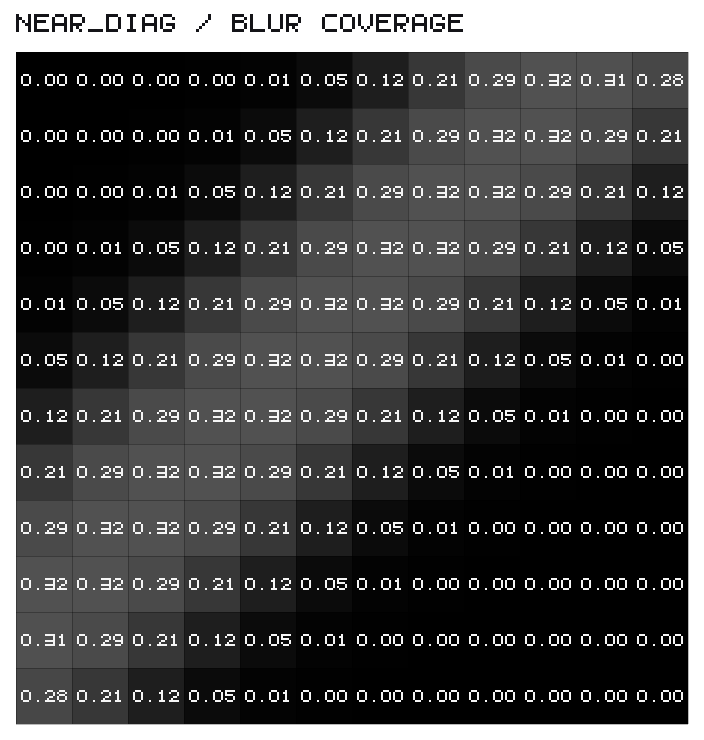 NEAR_DIAG / BLUR COVERAGE
0.00 0.00 0.00 0.00 0.01 0.05 0.12 0.21 0.29 0.32 0.31 0.28
0.00 0.00 0.00 0.01 0.05 0.12 0.21 0.29 0.32 0.32 0.29 0.21
0.00 0.00 0.01 0.05 0.12 0.21 0.29 0.32 0.32 0.29 0.21 0.12
0.00 0.01 0.05 0.12 0.21 0.29 0.32 0.32 0.29 0.21 0.12 0.05
0.01 0.05 0.12 0.21 0.29 0.32 0.32 0.29 0.21 0.12 0.05 0.01
0.05 0.12 0.21 0.29 0.32 0.32 0.29 0.21 0.12 0.05 0.01 0.00
0.12 0.21 0.29 0.32 0.32 0.29 0.21 0.12 0.05 0.01 0.00 0.00
0.21 0.29 0.32 0.32 0.29 0.21 0.12 0.05 0.01 0.00 0.00 0.00
0.29 0.32 0.32 0.29 0.21 0.12 0.05 0.01 0.00 0.00 0.00 0.00
0.32 0.32 0.29 0.21 0.12 0.05 0.01 0.00 0.00 0.00 0.00 0.00
0.31 0.29 0.21 0.12 0.05 0.01 0.00 0.00 0.00 0.00 0.00 0.00
0.28 0.21 0.12 0.05 0.01 0.00 0.00 0.00 0.00 0.00 0.00 0.00